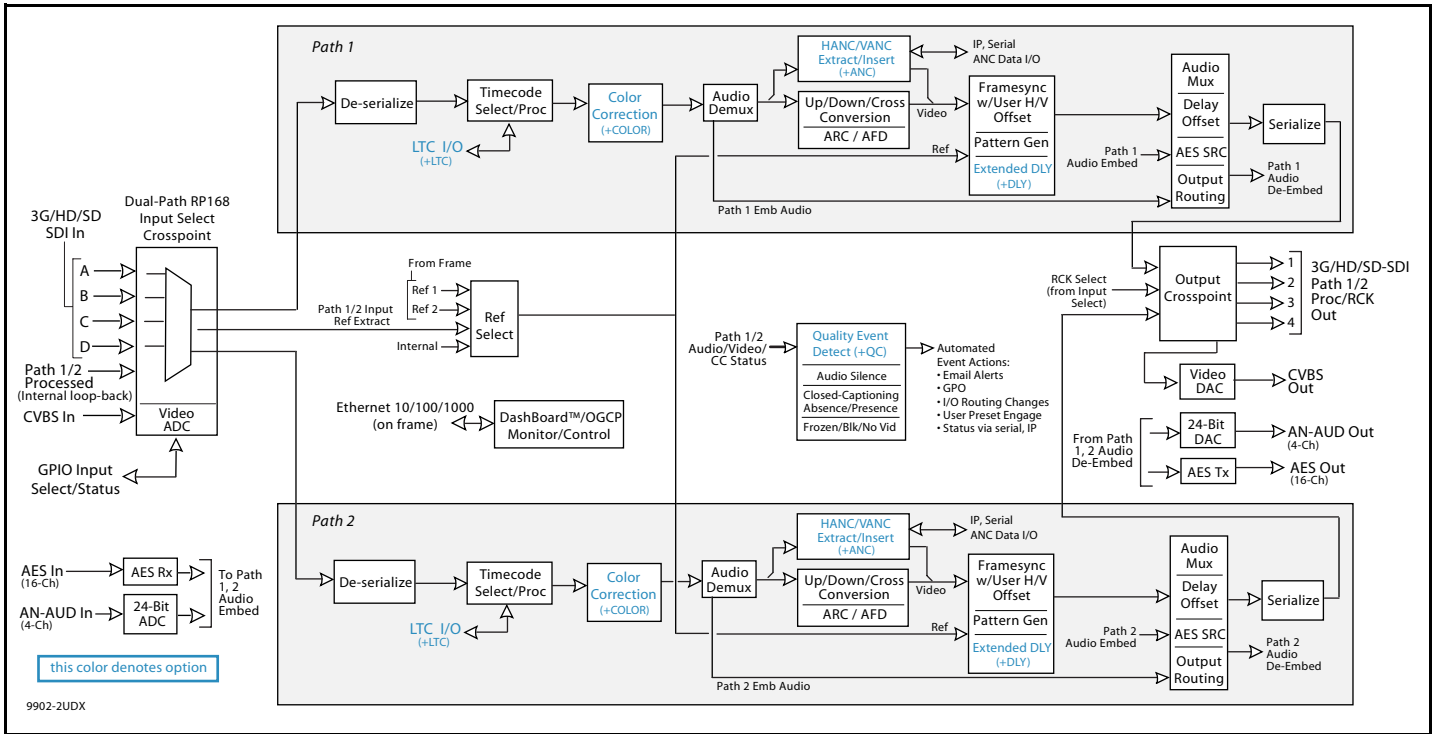 Path 1
De-serialize
Timecode
Select/Proc
LTC I/O
(+LTC)
Color
Correction
(+COLOR)
Audio
Demux
HANC/VANC
Extract/Insert
(+ANC)
IP, Serial
ANC Data I/O
Up/Down/Cross
Conversion
ARC / AFD
Video
Ref
Framesync
w/User H/V
Offset
Pattern Gen
Extended DLY
(+DLY)
Path 1 Emb Audio
Path 1
Audio Embed
Audio
Mux
Delay
Offset
AES SRC
Output
Routing
Serialize
Path 1
Audio
De-Embed
3G/HD/SD
SDI In
Dual-Path RP168
Input Select
Crosspoint
A
B
C
D
Path 1/2
Processed
(Internal loop-back)
CVBS In
Video
ADC
GPIO Input
Select/Status
From Frame
Ref 1
Ref 2
Path 1/2 Input
Ref Extract
Internal
Ref
Select
Ethernet 10/100/1000
(on frame)
DashBoard™/OGCP
Monitor/Control
Path 1/2
Audio/Video/
CC Status
Quality Event
Detect (+QC)
Audio Silence
Closed-Captioning
Absence/Presence
Frozen/Blk/No Vid
Automated
Event Actions:
• Email Alerts
• GPO
• I/O Routing Changes
• User Preset Engage
• Status via serial, IP
RCK Select
(from Input
Select)
Output
Crosspoint
1
2
3
4
3G/HD/SD-SDI
Path 1/2
Proc/RCK
Out
Video
DAC
CVBS
Out
From Path
1, 2 Audio
De-Embed
24-Bit
DAC
AN-AUD Out
(4-Ch)
AES Tx
AES Out
(16-Ch)
Path 2
De-serialize
Timecode
Select/Proc
LTC I/O
(+LTC)
Color
Correction
(+COLOR)
Audio
Demux
HANC/VANC
Extract/Insert
(+ANC)
IP, Serial
ANC Data I/O
Up/Down/Cross
Conversion
ARC / AFD
Video
Ref
Framesync
w/User H/V
Offset
Pattern Gen
Extended DLY
(+DLY)
Path 2 Emb Audio
Path 2
Audio Embed
Audio
Mux
Delay
Offset
AES SRC
Output
Routing
Serialize
Path 2
Audio
De-Embed
AES In
(16-Ch)
AES Rx
AN-AUD In
(4-Ch)
24-Bit
ADC
To Path
1, 2
Audio
Embed
this color denotes option
9902-2UDX